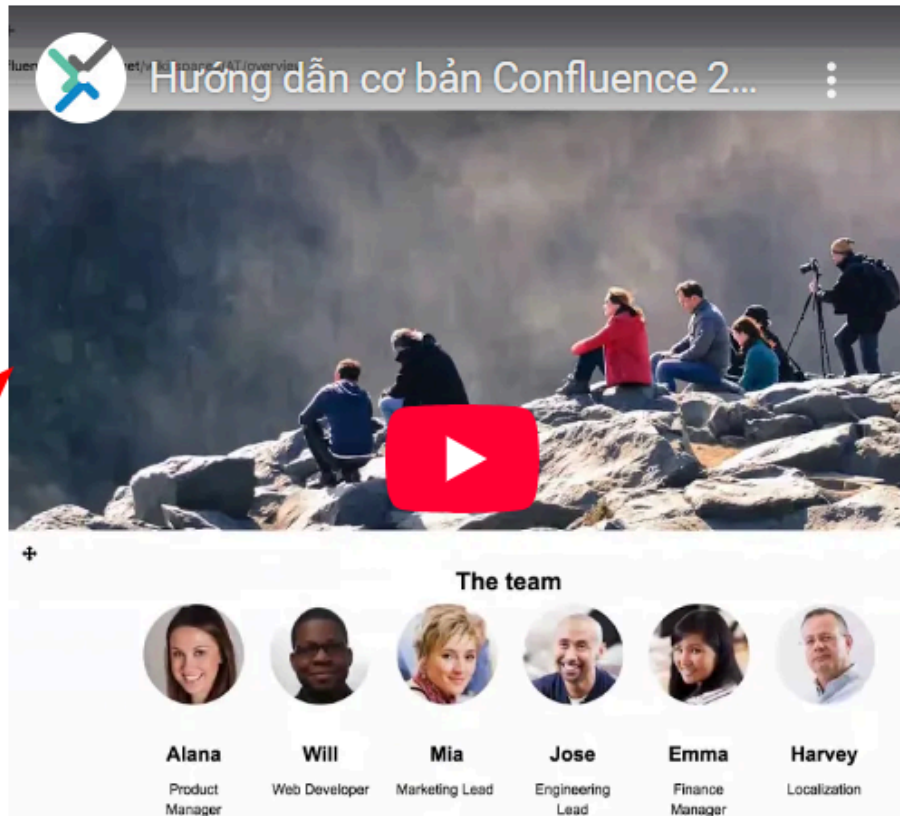 Hướng dẫn cơ bản Confluence 2...
The team
Alana
Will
Mia
Jose
Emma
Harvey
Product
Manager
Web Developer
Marketing Lead
Engineering
Lead
Finance
Manager
Localization